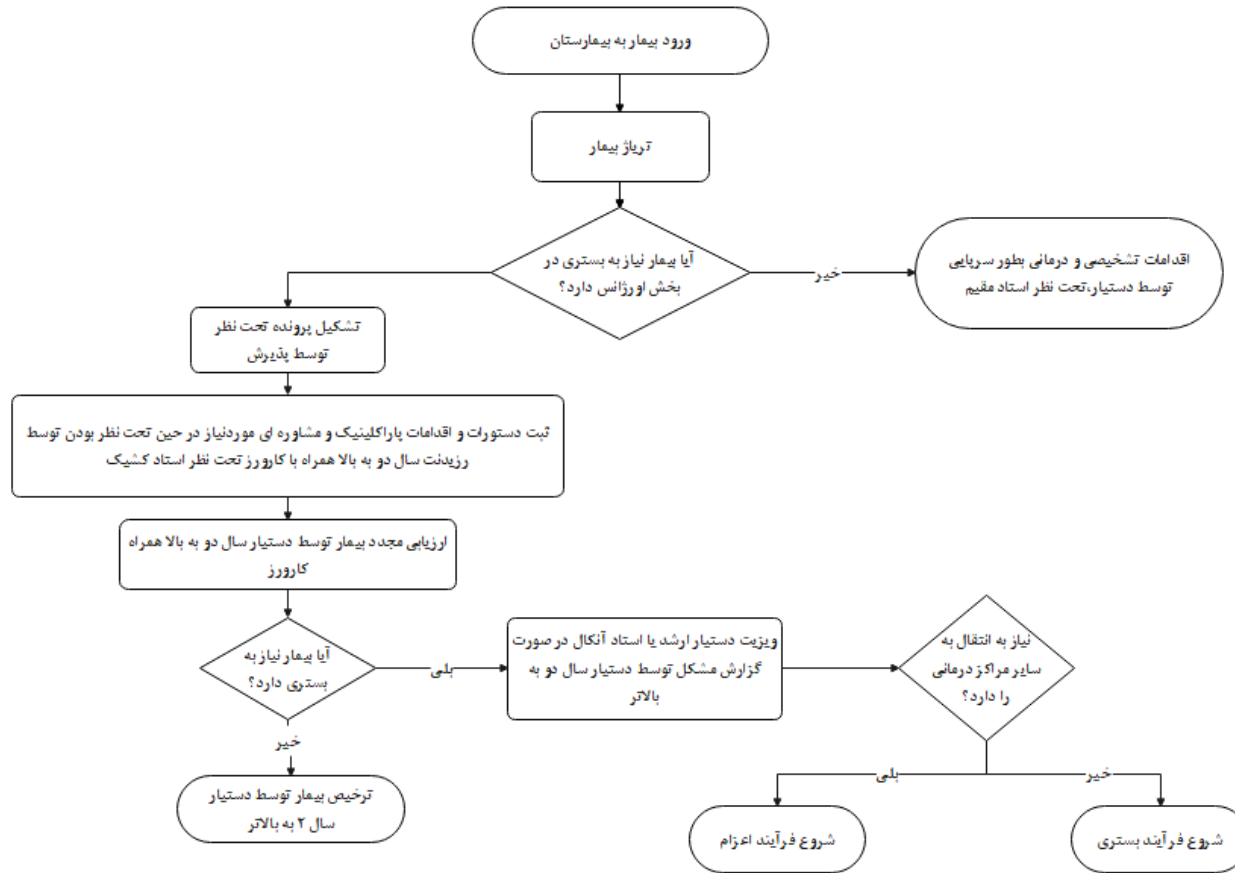 ورود بیمار به بیمارستان
تریاژ بیمار
آیا بیمار نیاز به بستری در
بخش اورژانس دارد؟
خیر
اقدامات تشخیصی و درمانی بطور سرپایی
توسط دستیار،تحت نظر استاد مقیم
تشکیل پرونده تحت نظر
توسط پذیرش
ثبت دستورات و اقدامات پاراکلینیک و مشاوره ای موردنیاز در حین تحت نظر بودن توسط
رزیدنت سال دو به بالا همراه با کارورز تحت نظر استاد کشیک
ارزیابی مجدد بیمار توسط دستیار سال دو به بالا همراه
کارورز
آیا بیمار نیاز به
بستری دارد؟
بلی
ویزیت دستیار ارشد یا استاد آنکال در صورت
گزارش مشکل توسط دستیار سال دو به
بالاتر
نیاز به انتقال به
سایر مراکز درمانی
را دارد؟
خیر
ترخیص بیمار توسط دستیار
سال ۲ به بالاتر
بلی
خیر
شروع فرآیند اعزام
شروع فرآیند بستری